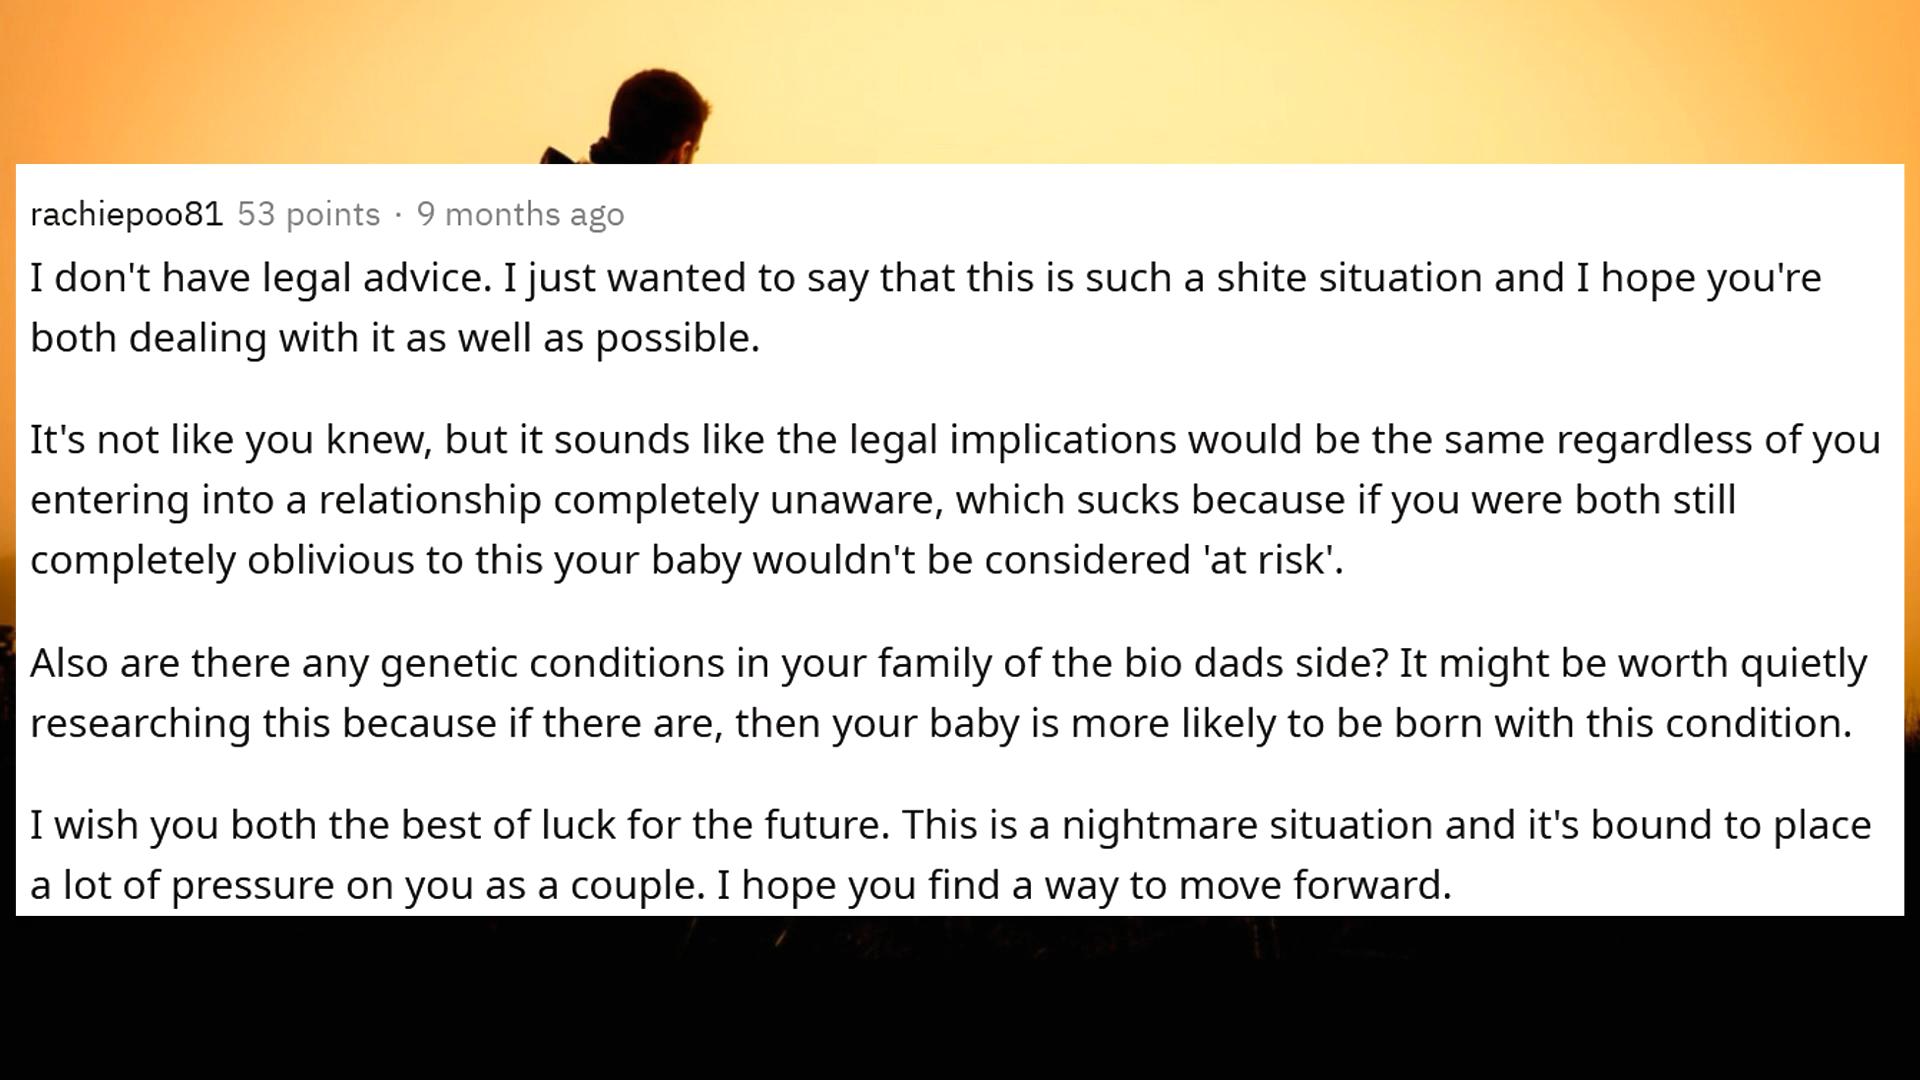 rachiepoo81 53 points · 9 months ago
I don't have legal advice. I just wanted to say that this is such a shite situation and I hope you're
both dealing with it as well as possible.
It's not like you knew, but it sounds like the legal implications would be the same regardless of you
entering into a relationship completely unaware, which sucks because if you were both still
completely oblivious to this your baby wouldn't be considered 'at risk'.
Also are there any genetic conditions in your family of the bio dads side? It might be worth quietly
researching this because if there are, then your baby is more likely to be born with this condition.
I wish you both the best of luck for the future. This is a nightmare situation and it's bound to place
a lot of pressure on you as a couple. I hope you find a way to move forward.